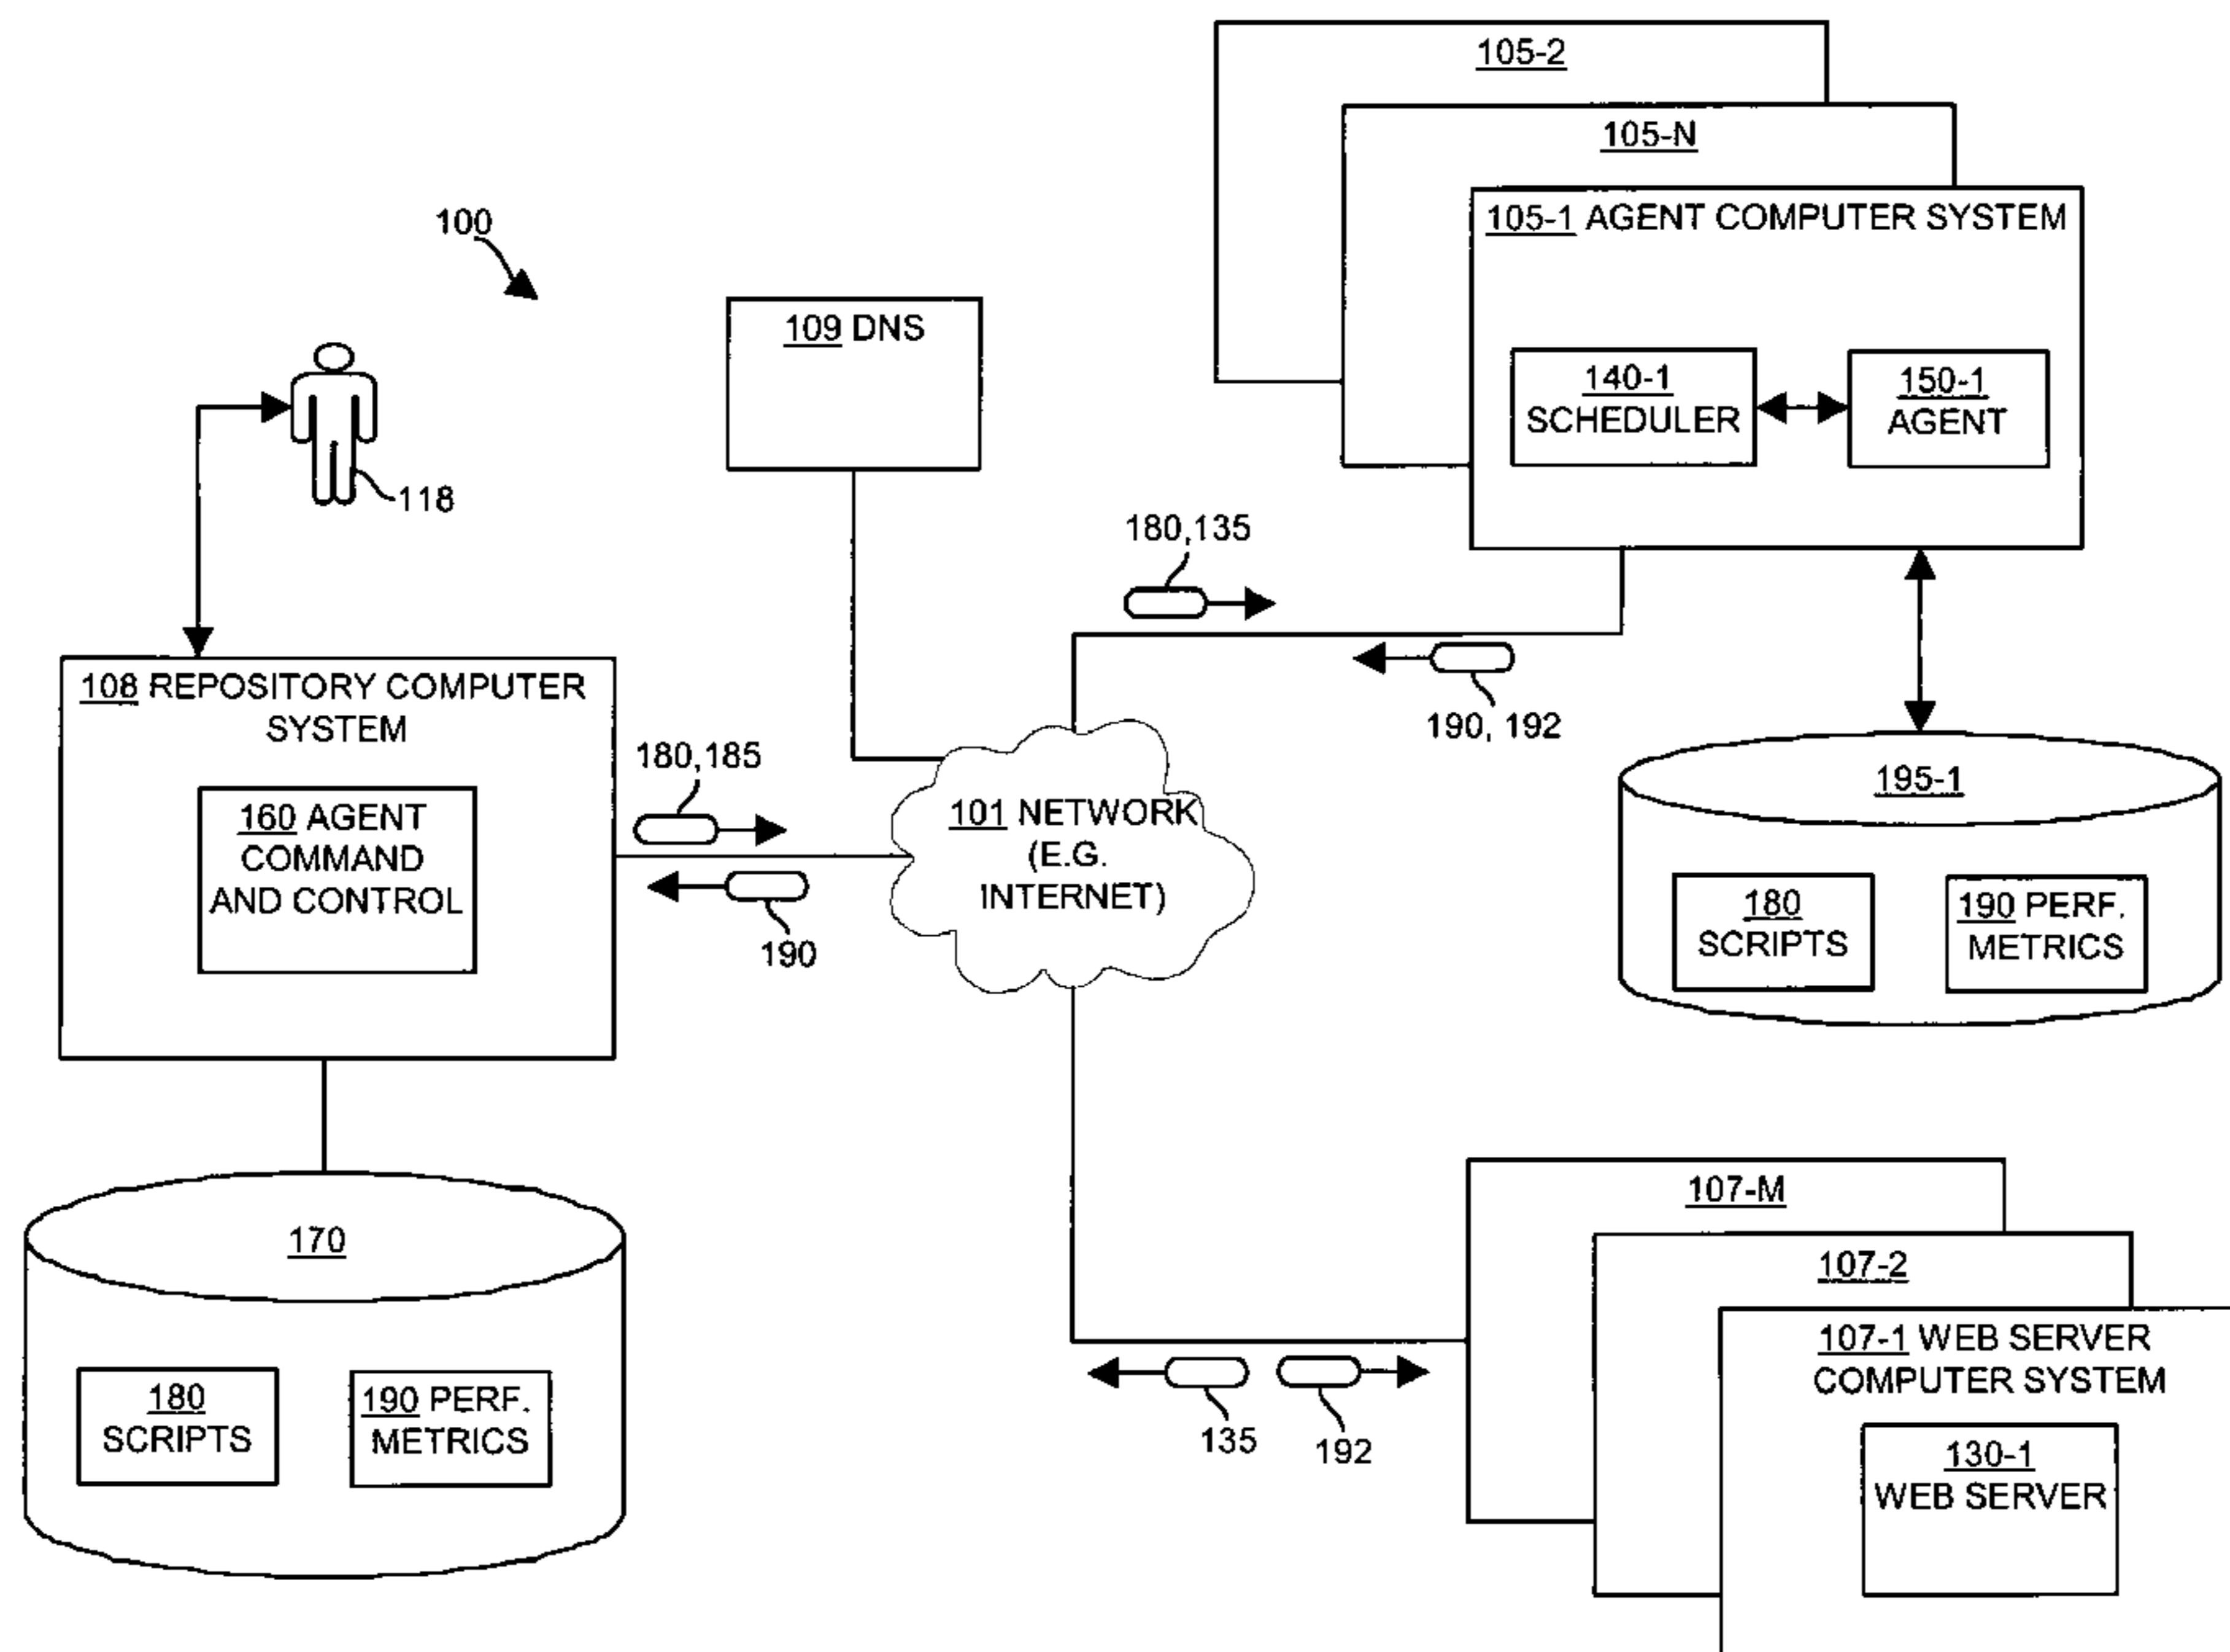 105-2
105-N
105-1 AGENT COMPUTER SYSTEM
140-1
SCHEDULER
150-1
AGENT
100
109 DNS
118
180,135
190, 192
108 REPOSITORY COMPUTER
SYSTEM
160 AGENT
COMMAND
AND CONTROL
180,185
190
101 NETWORK
(E.G.
INTERNET)
195-1
180
SCRIPTS
190 PERF.
METRICS
170
180
SCRIPTS
190 PERF.
METRICS
107-M
107-2
107-1 WEB SERVER
COMPUTER SYSTEM
130-1
WEB SERVER
135
192